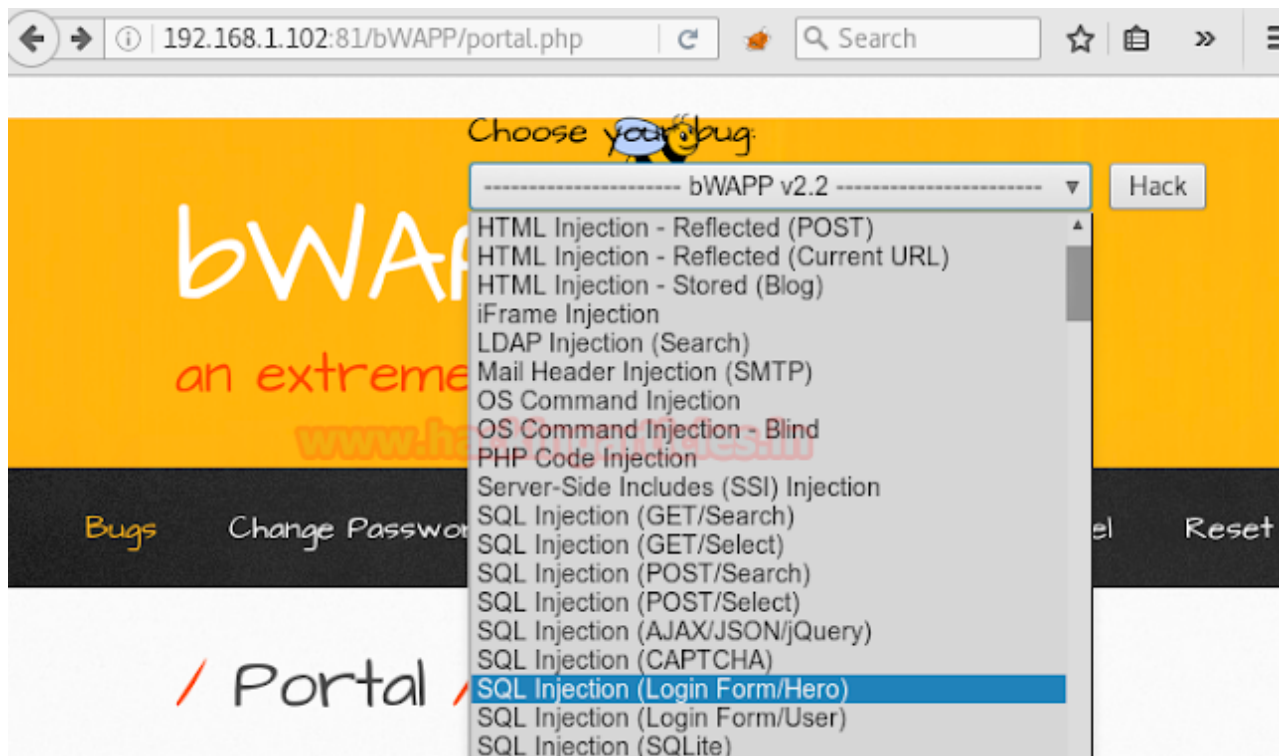 192.168.1.102:81/bWAPP/portal.php
Search
Choose your bug:
---------------------- bWAPP v2.2 ----------------------
Hack
bWAP
an extreme
HTML Injection - Reflected (POST)
HTML Injection - Reflected (Current URL)
HTML Injection - Stored (Blog)
iFrame Injection
LDAP Injection (Search)
Mail Header Injection (SMTP)
OS Command Injection
OS Command Injection - Blind
PHP Code Injection
Server-Side Includes (SSI) Injection
SQL Injection (GET/Search)
SQL Injection (GET/Select)
SQL Injection (POST/Search)
SQL Injection (POST/Select)
SQL Injection (AJAX/JSON/jQuery)
SQL Injection (CAPTCHA)
SQL Injection (Login Form/Hero)
SQL Injection (Login Form/User)
SQL Injection (SQLite)
www.hackingarticles.in
Bugs Change Passwor el Reset
/ Portal /